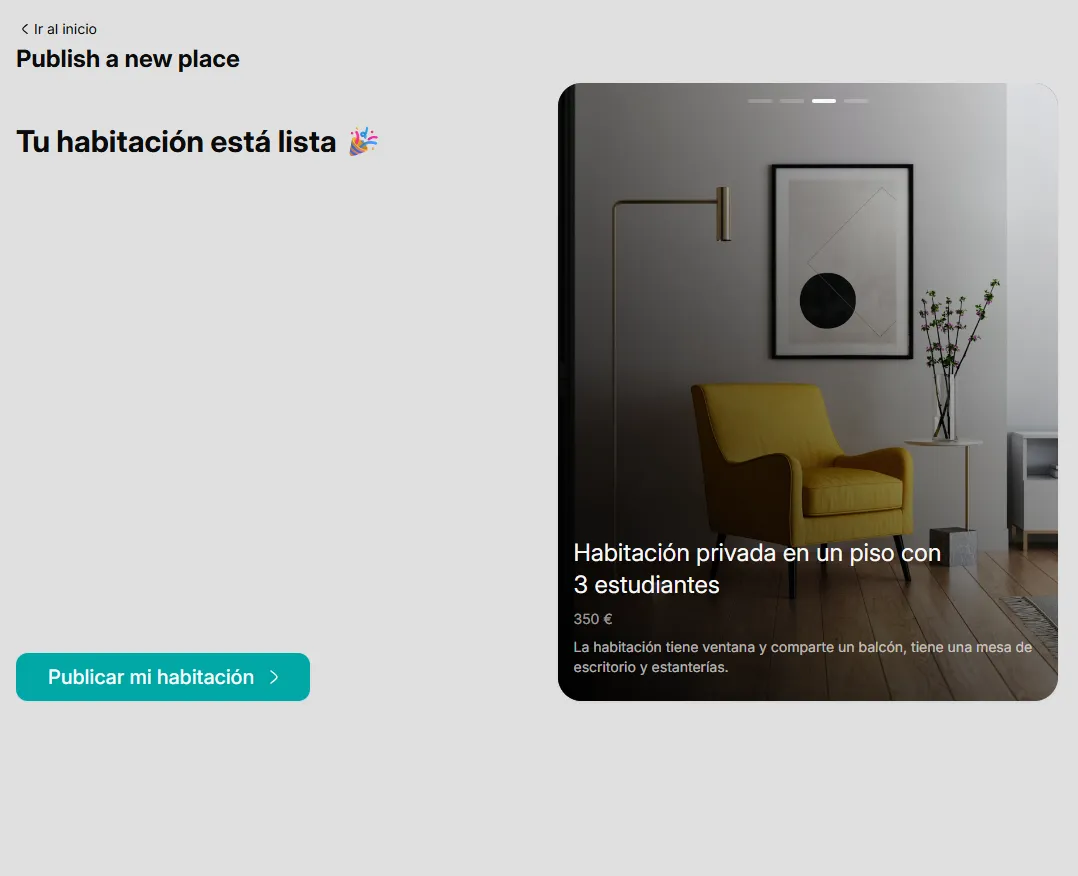 Ir al inicio
Publish a new place
Tu habitación está lista 🎉
Publicar mi habitación
Habitación privada en un piso con
3 estudiantes
350 €
La habitación tiene ventana y comparte un balcón, tiene una mesa de
escritorio y estanterías.